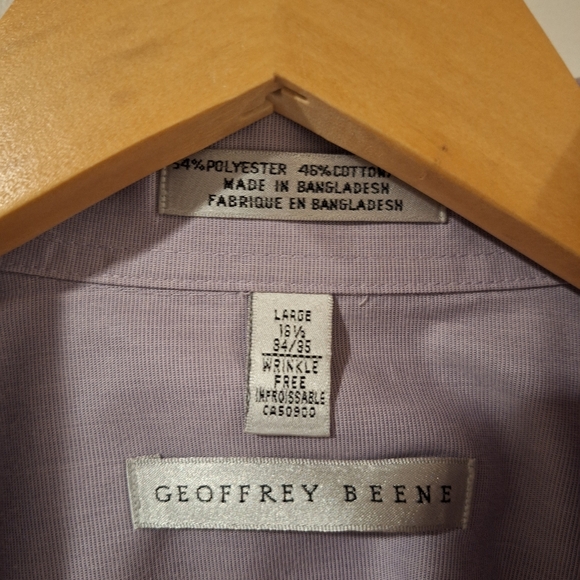 54%POLYESTER 46%COTTON
MADE IN BANGLADESH
FABRIQUE EN BANGLADESH
LARGE
16½
34/35
WRINKLE
FREE
INFROISSABLE
CA50900
GEOFFREY BEENE